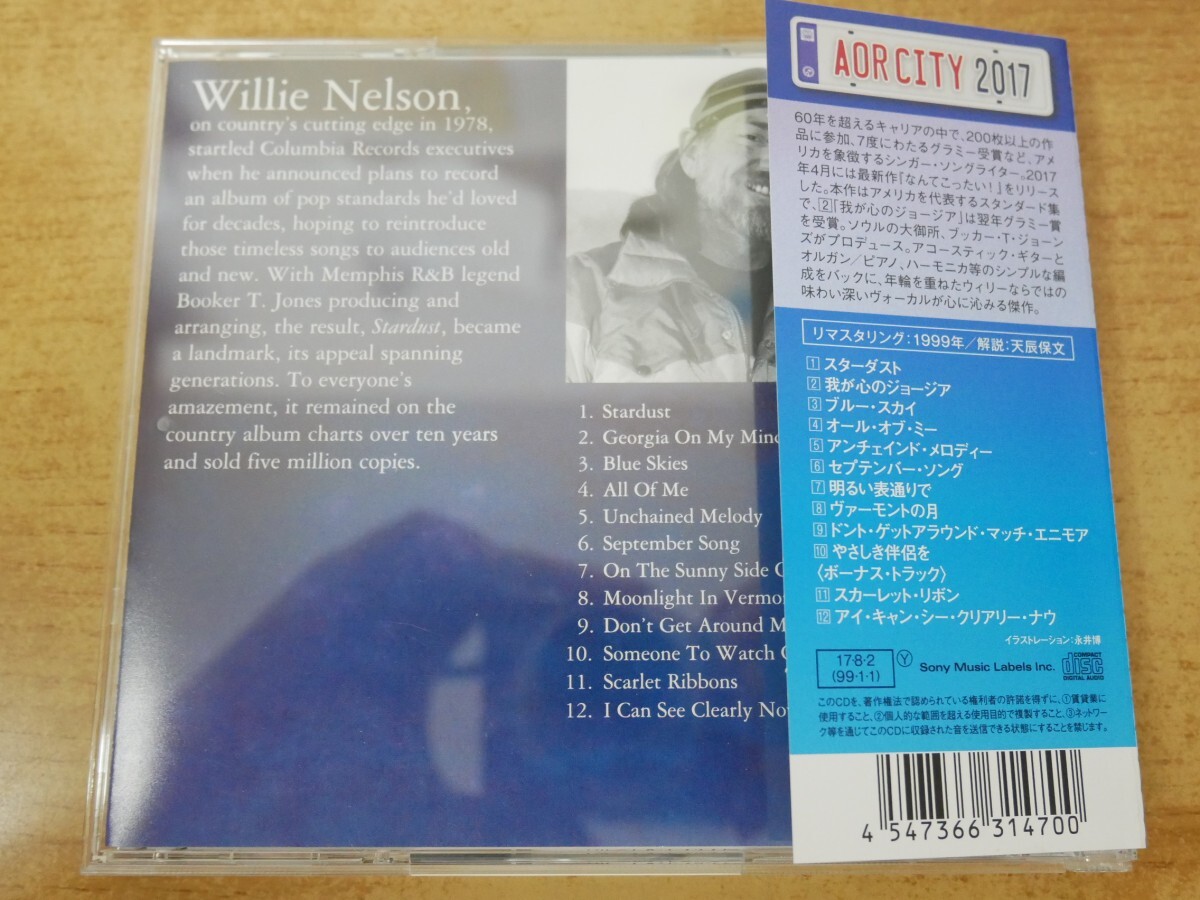 Willie Nelson,
on country's cutting edge in 1978,
startled Columbia Records executives
when he announced plans to record
an album of pop standards he'd loved
for decades, hoping to reintroduce
those timeless songs to audiences old
and new. With Memphis R&B legend
Booker T. Jones producing and
arranging, the result, Stardust, became
a landmark, its appeal spanning
generations. To everyone's
amazement, it remained on the
country album charts over ten years
and sold five million copies.
1. Stardust
2. Georgia On My Mind
3. Blue Skies
4. All Of Me
5. Unchained Melody
6. September Song
7. On The Sunny Side
8. Moonlight In Vermo
9. Don't Get Around M
10. Someone To Watch
11. Scarlet Ribbons
12. I Can See Clearly No
AOR CITY 2017
60年を超えるキャリアの中で、200枚以上の作
品に参加、7度にわたるグラミー受賞など、アメ
リカを象徴するシンガー・ソングライター。2017
年4月には最新作『なんてこったい!』をリリース
した。本作はアメリカを代表するスタンダード集
で、2「我が心のジョージア」は翌年グラミー賞
を受賞。ソウルの大御所、ブッカー・T・ジョーン
ズがプロデュース。アコースティック・ギターと
オルガン/ピアノ、ハーモニカ等のシンプルな編
成をバックに、年輪を重ねたウィリーならではの
味わい深いヴォーカルが心に沁みる傑作。
リマスタリング:1999年/解説:天辰保文
1 スターダスト
2 我が心のジョージア
3 ブルー・スカイ
4 オール・オブ・ミー
5 アンチェインド・メロディー
6 セプテンバー・ソング
7 明るい表通りで
8 ヴァーモントの月
9 ドント・ゲットアラウンド・マッチ・エニモア
10 やさしき伴侶を
〈ボーナス・トラック〉
11 スカーレット・リボン
12 アイ・キャン・シー・クリアリー・ナウ
イラストレーション:永井博
17・8・2
(99・1・1)
Y
Sony Music Labels Inc.
COMPACT
disc
DIGITAL AUDIO
このCDを、著作権法で認められている権利者の許諾を得ずに、①賃貸業に
使用すること、②個人的な範囲を超える使用目的で複製すること、③ネットワー
ク等を通じてこのCDに収録された音を送信できる状態にすることを禁じます。
4 547366 314700